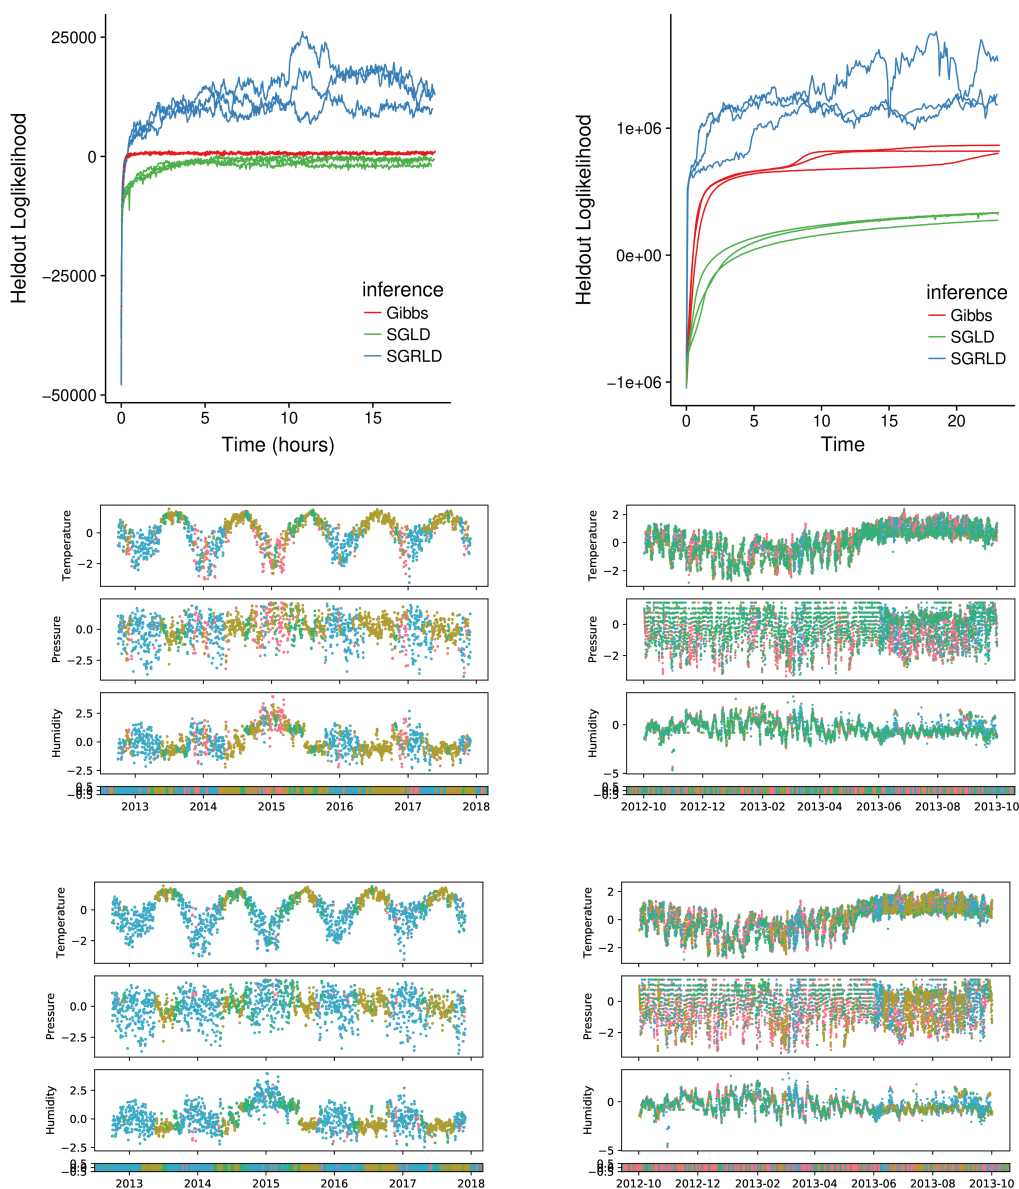 25000
0
−25000
−50000
Heldout Loglikelihood
inference
Gibbs
SGLD
SGRLD
0 5 10 15
Time (hours)
1e+06
0e+00
−1e+06
Heldout Loglikelihood
inference
Gibbs
SGLD
SGRLD
0 5 10 15 20
Time
Temperature
0
−2
Pressure
0.0
−2.5
Humidity
2.5
0.0
−2.5
2013 2014 2015 2016 2017 2018
Temperature
2
0
−2
Pressure
0
−2
Humidity
0
−5
2012-10 2012-12 2013-02 2013-04 2013-06 2013-08 2013-10
Temperature
0
−2
Pressure
0.0
−2.5
Humidity
2.5
0.0
−2.5
2013 2014 2015 2016 2017 2018
Temperature
2
0
−2
Pressure
0
−2
Humidity
0
−5
2012-10 2012-12 2013-02 2013-04 2013-06 2013-08 2013-10